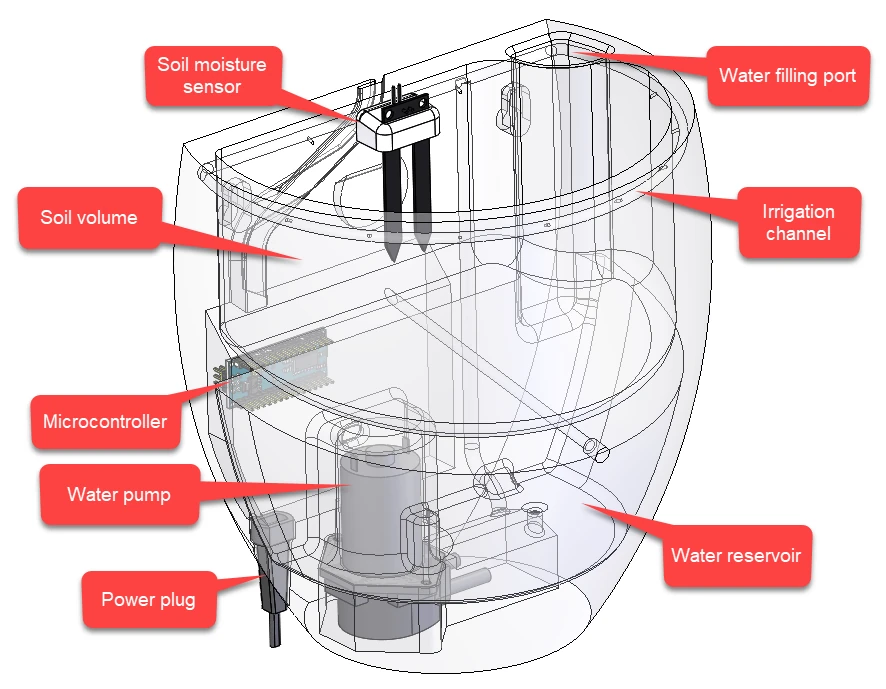 Soil moisture
sensor
Water filling port
Soil volume
Irrigation
channel
Microcontroller
Water pump
Water reservoir
Power plug